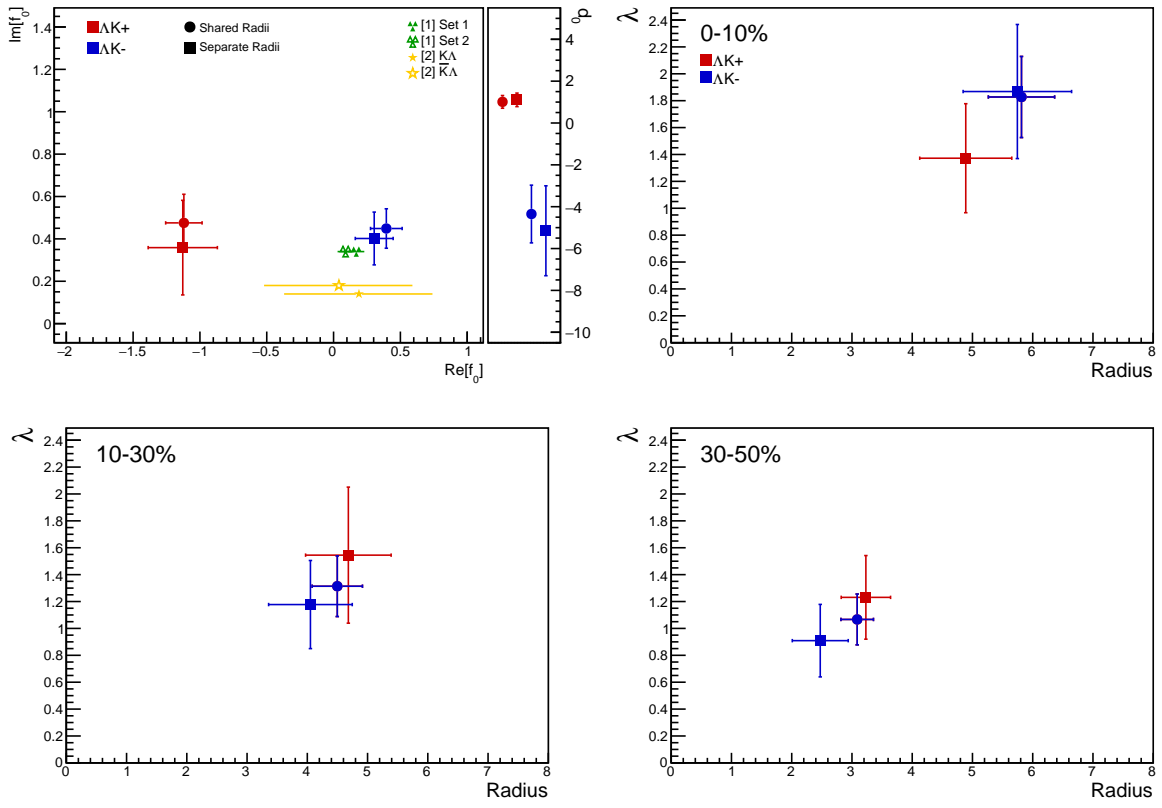 Im[f0]
1.4
1.2
1
0.8
0.6
0.4
0.2
0
ΛK+
ΛK-
Shared Radii
Separate Radii
[1] Set 1
[1] Set 2
[2] KΛ
[2] K̅Λ
−2
−1.5
−1
−0.5
0
0.5
1
Re[f0]
d0
4
2
0
−2
−4
−6
−8
−10
λ
2.4
2.2
2
1.8
1.6
1.4
1.2
1
0.8
0.6
0.4
0.2
0
0-10%
ΛK+
ΛK-
0 1 2 3 4 5 6 7 8
Radius
λ
2.4
2.2
2
1.8
1.6
1.4
1.2
1
0.8
0.6
0.4
0.2
0
10-30%
0 1 2 3 4 5 6 7 8
Radius
λ
2.4
2.2
2
1.8
1.6
1.4
1.2
1
0.8
0.6
0.4
0.2
0
30-50%
0 1 2 3 4 5 6 7 8
Radius